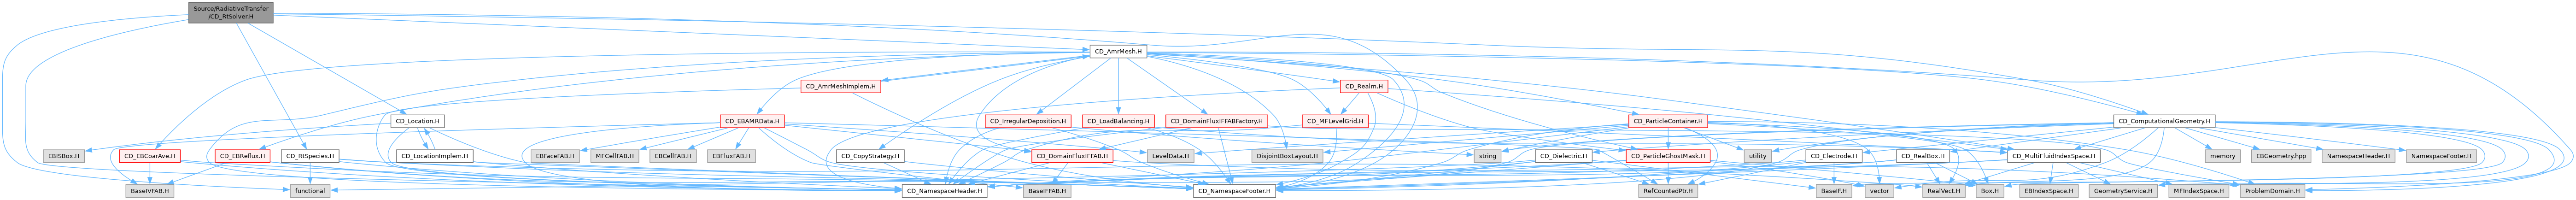 Source/RadiativeTransfer
/CD_RtSolver.H
CD_AmrMesh.H
CD_AmrMeshImplem.H
CD_Realm.H
CD_Location.H
CD_EBAMRData.H
CD_IrregularDeposition.H
CD_LoadBalancing.H
CD_DomainFluxIFFABFactory.H
CD_MFLevelGrid.H
CD_ParticleContainer.H
CD_ComputationalGeometry.H
EBISBox.H
CD_EBCoarAve.H
CD_EBReflux.H
CD_RtSpecies.H
CD_LocationImplem.H
EBFaceFAB.H
MFCellFAB.H
EBCellFAB.H
EBFluxFAB.H
CD_CopyStrategy.H
CD_DomainFluxIFFAB.H
LevelData.H
DisjointBoxLayout.H
string
CD_Dielectric.H
CD_ParticleGhostMask.H
utility
CD_Electrode.H
CD_RealBox.H
CD_MultiFluidIndexSpace.H
memory
EBGeometry.hpp
NamespaceHeader.H
NamespaceFooter.H
BaseIVFAB.H
functional
CD_NamespaceHeader.H
BaseIFFAB.H
CD_NamespaceFooter.H
RefCountedPtr.H
BaseIF.H
vector
RealVect.H
Box.H
EBIndexSpace.H
GeometryService.H
MFIndexSpace.H
ProblemDomain.H